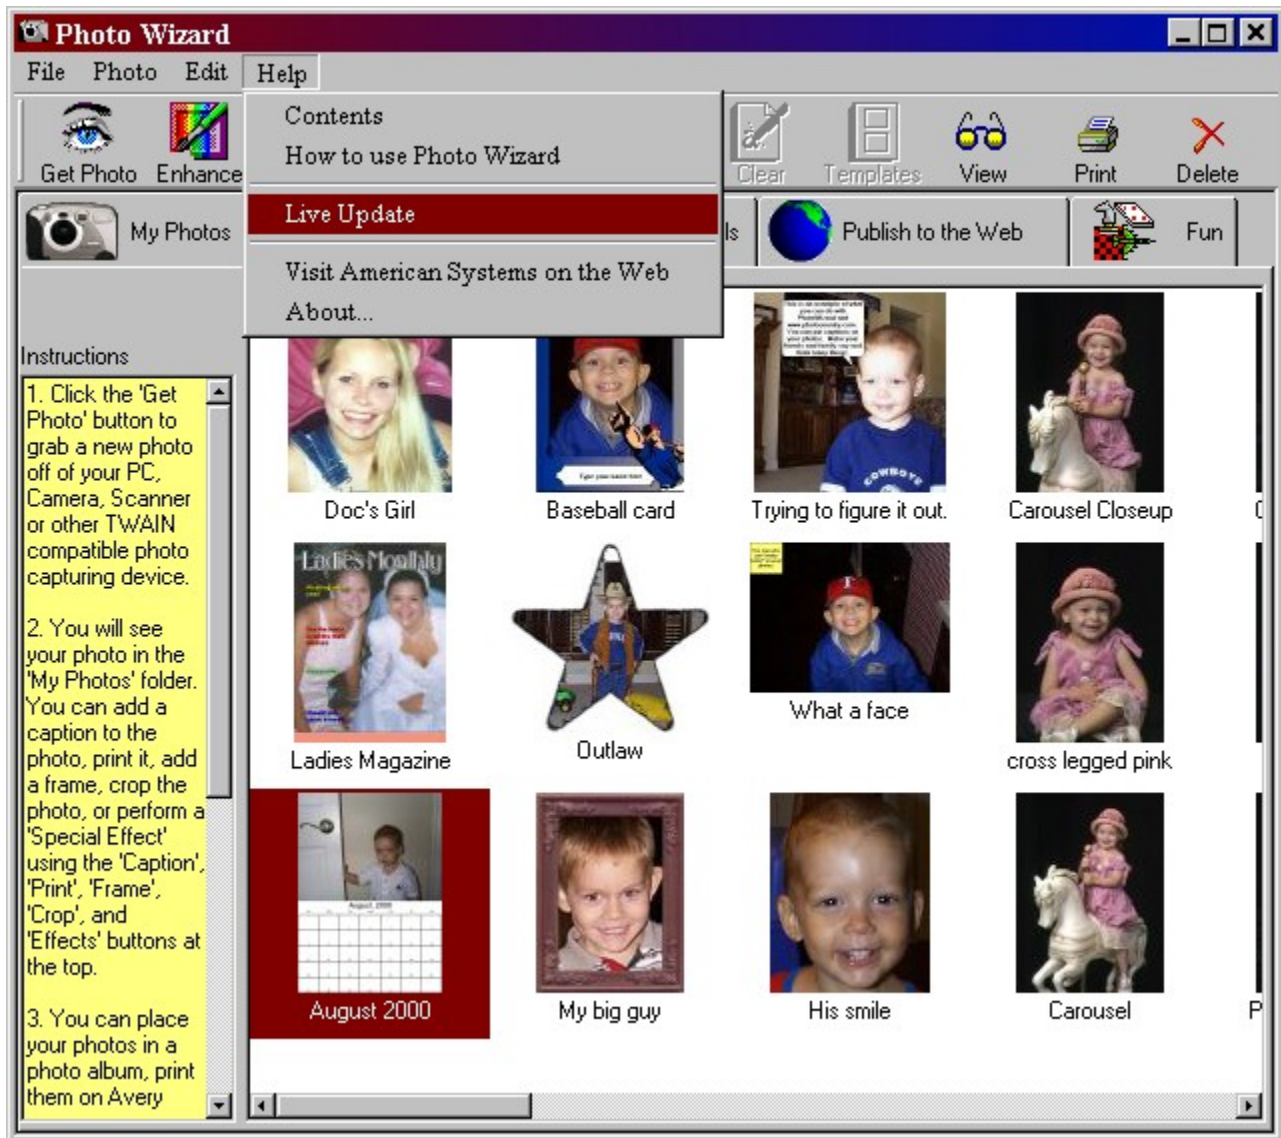 Photo Wizard
File Photo Edit Help
Contents
How to use Photo Wizard
Live Update
Visit American Systems on the Web
About...
Get Photo Enhance Clear Templates View Print Delete
My Photos ls Publish to the Web Fun
Instructions
1. Click the 'Get
Photo' button to
grab a new photo
off of your PC,
Camera, Scanner
or other TWAIN
compatible photo
capturing device.
2. You will see
your photo in the
'My Photos' folder.
You can add a
caption to the
photo, print it, add
a frame, crop the
photo, or perform a
'Special Effect'
using the 'Caption',
'Print', 'Frame',
'Crop', and
'Effects' buttons at
the top.
3. You can place
your photos in a
photo album, print
them on Avery
COWBOYS
Doc's Girl Baseball card Trying to figure it out. Carousel Closeup
Ladies Monthly
T
Ladies Magazine Outlaw What a face cross legged pink
August 2000
August 2000 My big guy His smile Carousel P